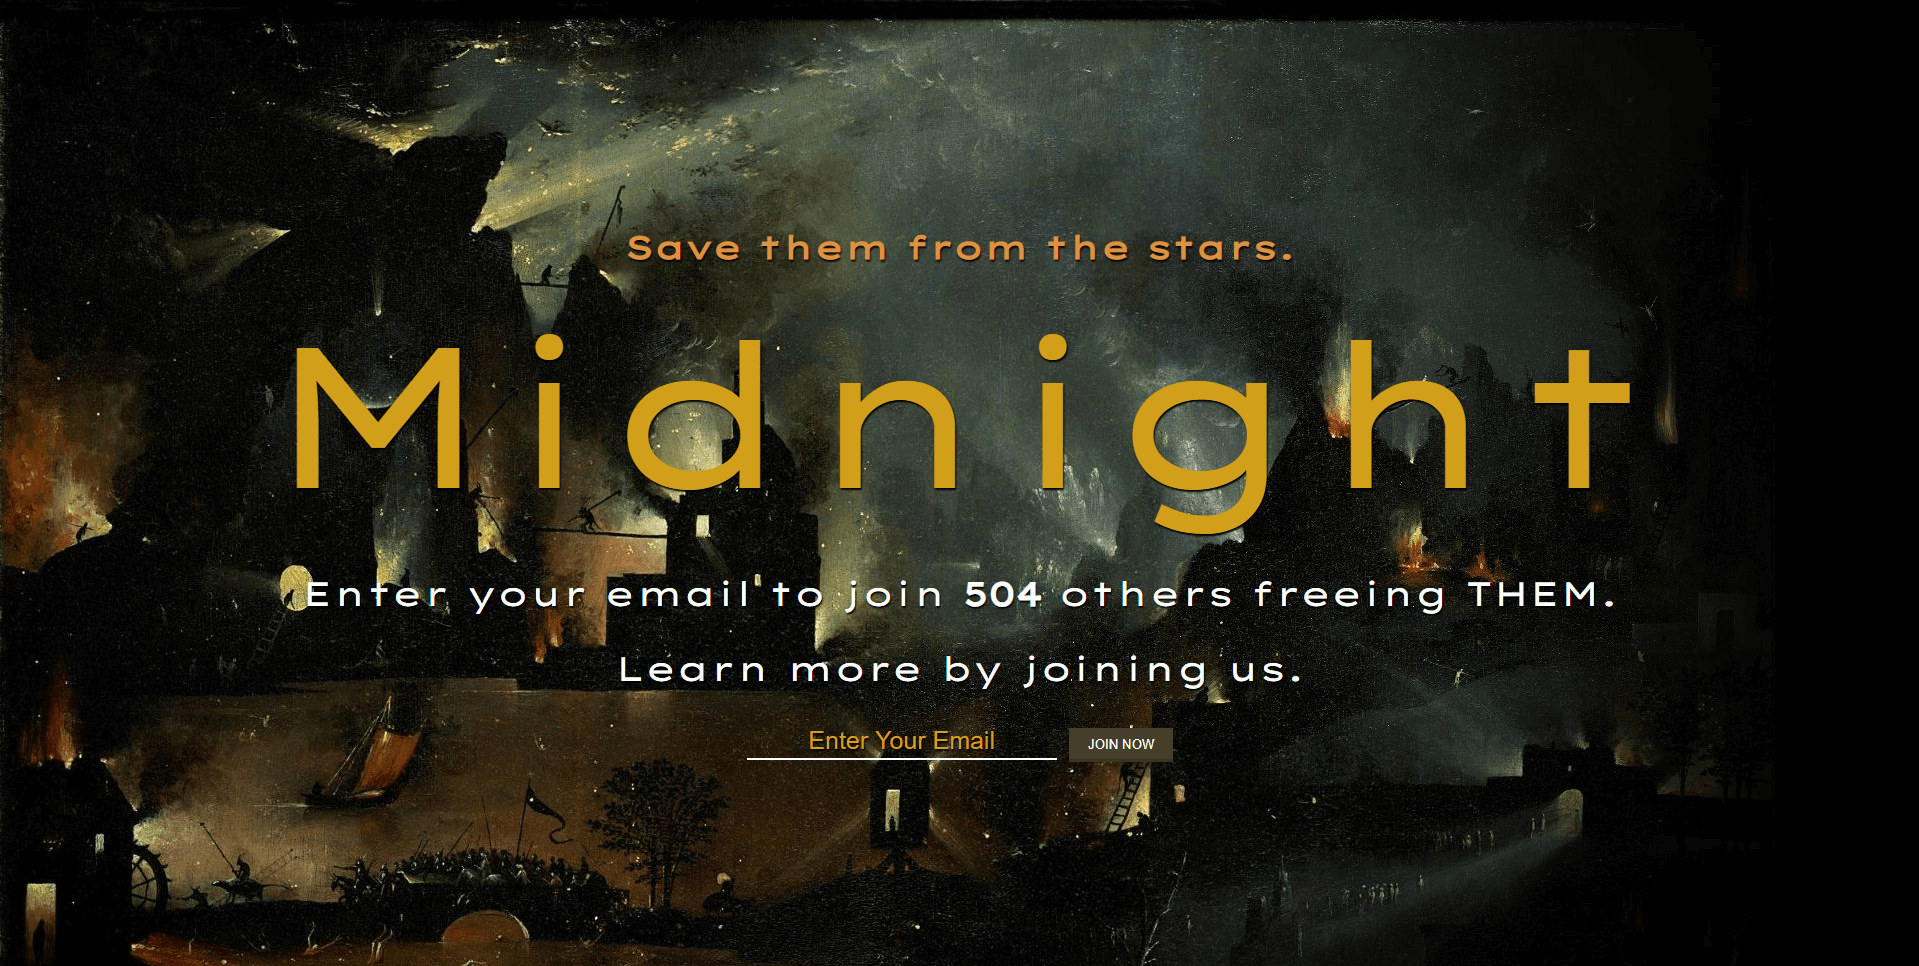 Save them from the stars.
Midnight
Enter your email to join 504 others freeing THEM.
Learn more by joining us.
Enter Your Email JOIN NOW